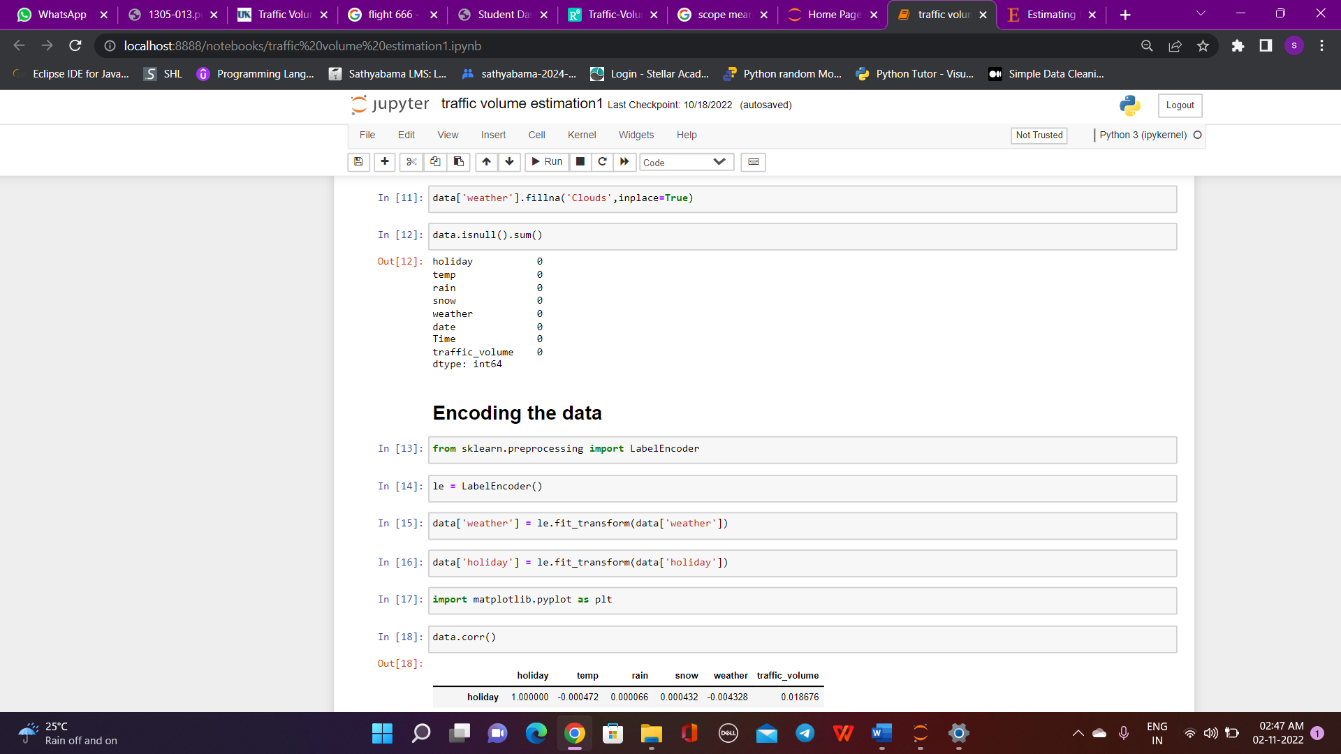 WhatsApp
1305-013.p
Traffic Volu
flight 666 -
Student Da
Traffic-Volu
scope mear
Home Page
traffic volur
Estimating
localhost:8888/notebooks/traffic%20volume%20estimation1.ipynb
S
Eclipse IDE for Java...
SHL
Programming Lang...
Sathyabama LMS: L...
sathyabama-2024-...
Login - Stellar Acad...
Python random Mo...
Python Tutor - Visu...
Simple Data Cleani...
jupyter traffic volume estimation1 Last Checkpoint: 10/18/2022 (autosaved)
Logout
File Edit View Insert Cell Kernel Widgets Help
Not Trusted
Python 3 (ipykernel)
Run
Code
In [11]: data['weather'].fillna('Clouds',inplace=True)
In [12]: data.isnull().sum()
Out[12]: holiday 0
temp 0
rain 0
snow 0
weather 0
date 0
Time 0
traffic_volume 0
dtype: int64
Encoding the data
In [13]: from sklearn.preprocessing import LabelEncoder
In [14]: le = LabelEncoder()
In [15]: data['weather'] = le.fit_transform(data['weather'])
In [16]: data['holiday'] = le.fit_transform(data['holiday'])
In [17]: import matplotlib.pyplot as plt
In [18]: data.corr()
Out[18]:
holiday temp rain snow weather traffic_volume
holiday 1.000000 -0.000472 0.000066 0.000432 -0.004328 0.018676
25°C
Rain off and on
DELL
ENG
IN
02:47 AM
02-11-2022
1